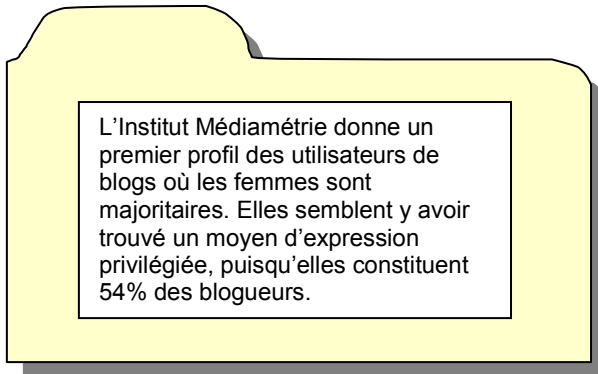 L’Institut Médiamétrie donne un
premier profil des utilisateurs de
blogs où les femmes sont
majoritaires. Elles semblent y avoir
trouvé un moyen d’expression
privilégiée, puisqu’elles constituent
54% des blogueurs.